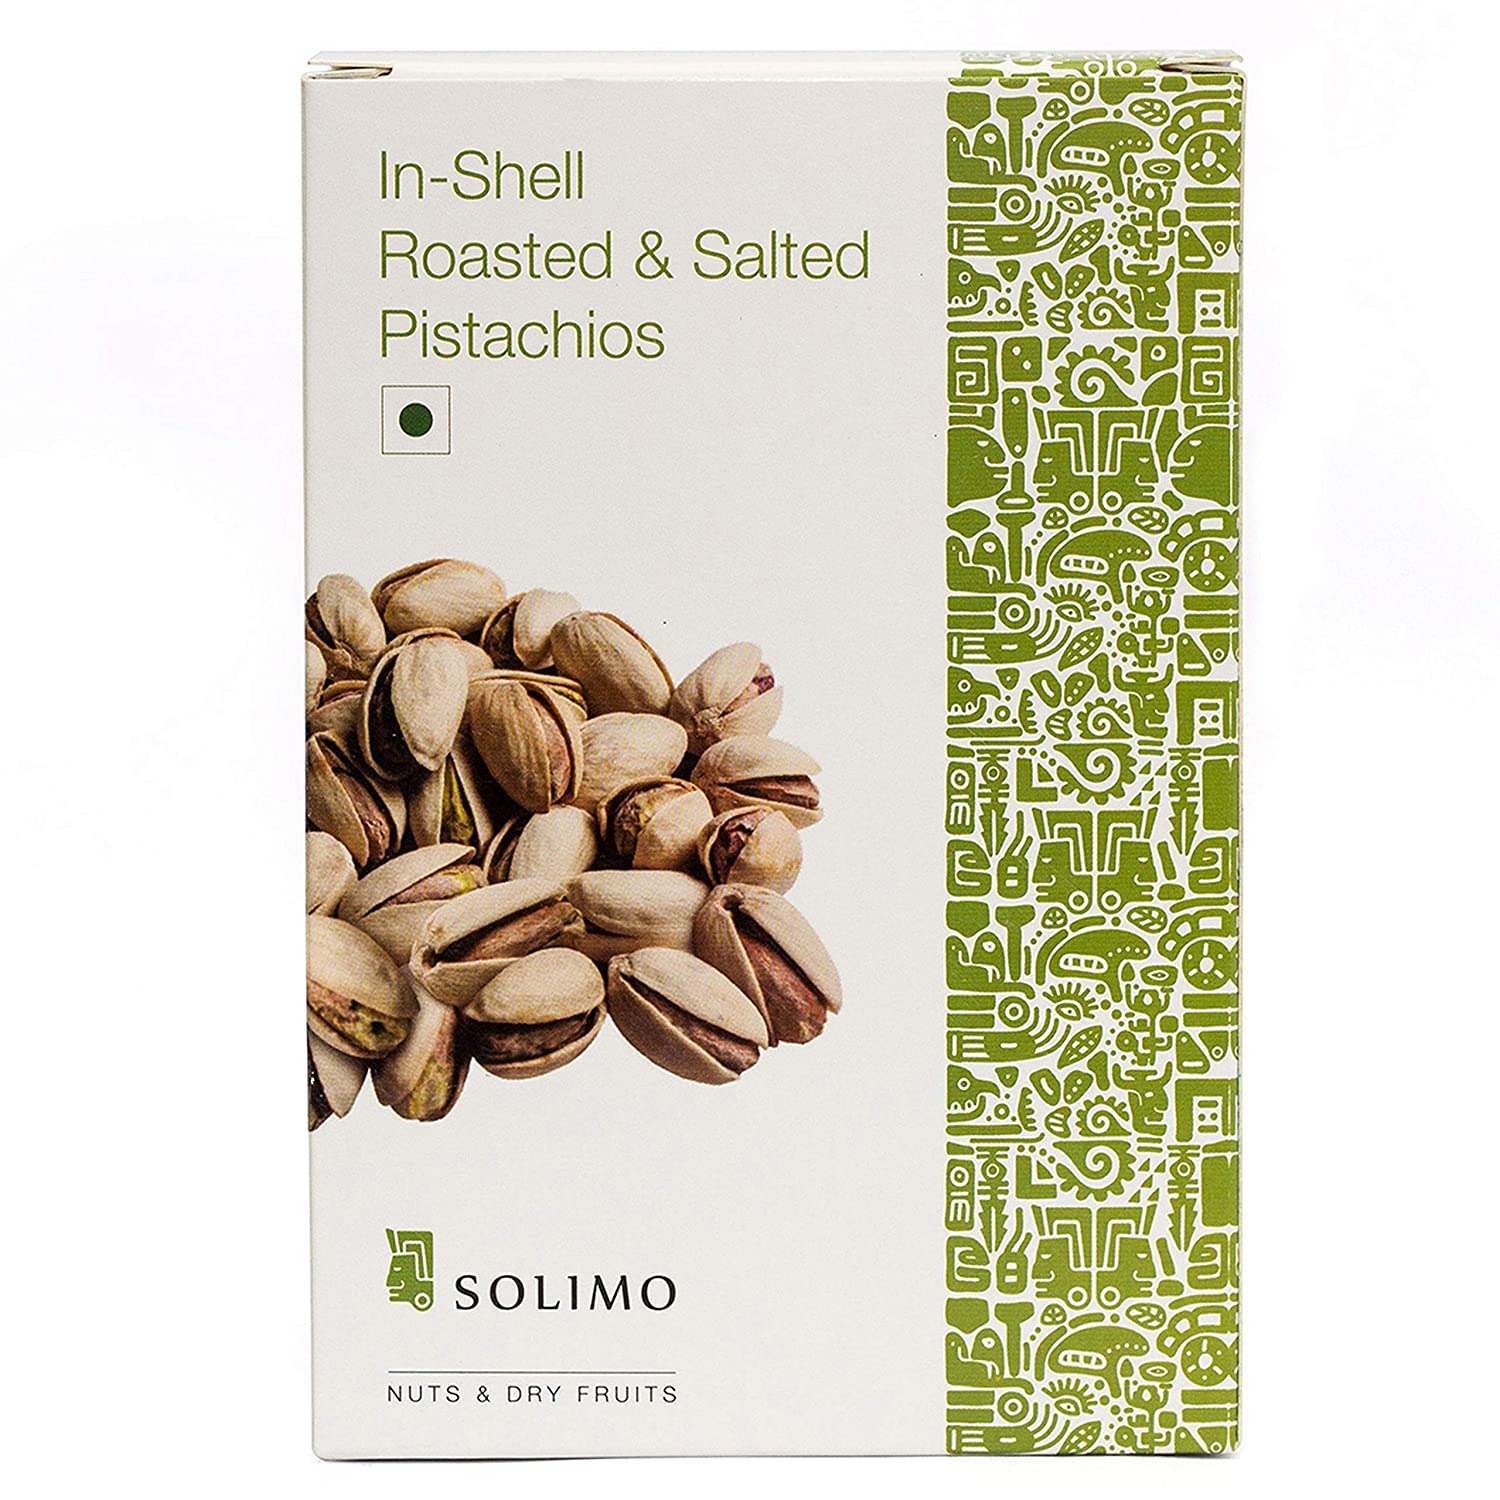 In-Shell
Roasted & Salted
Pistachios
SOLIMO
NUTS & DRY FRUITS